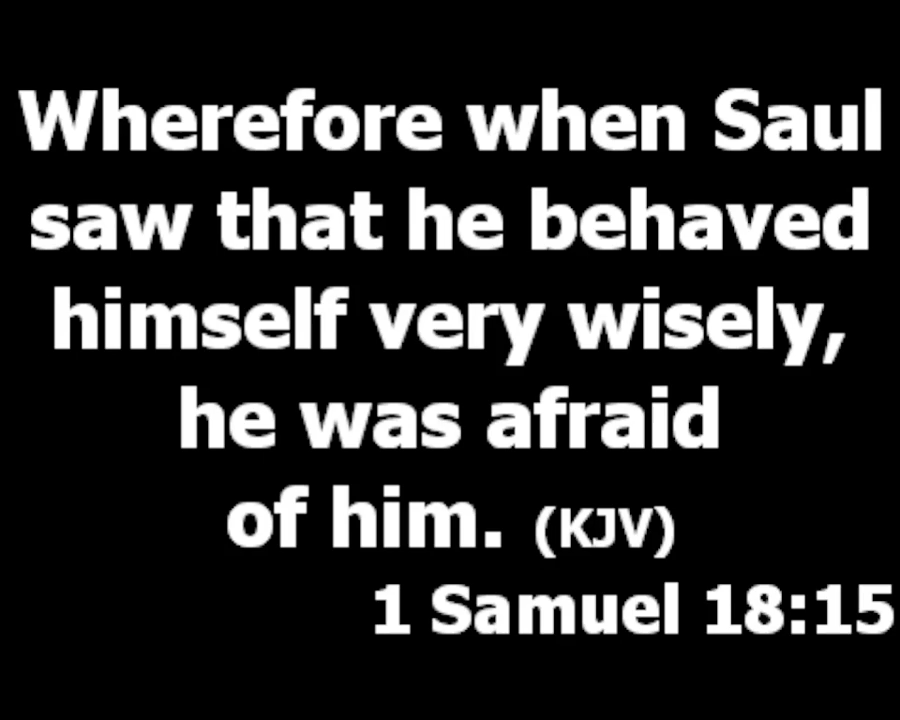 Wherefore when Saul
saw that he behaved
himself very wisely,
he was afraid
of him. (KJV)
1 Samuel 18:15